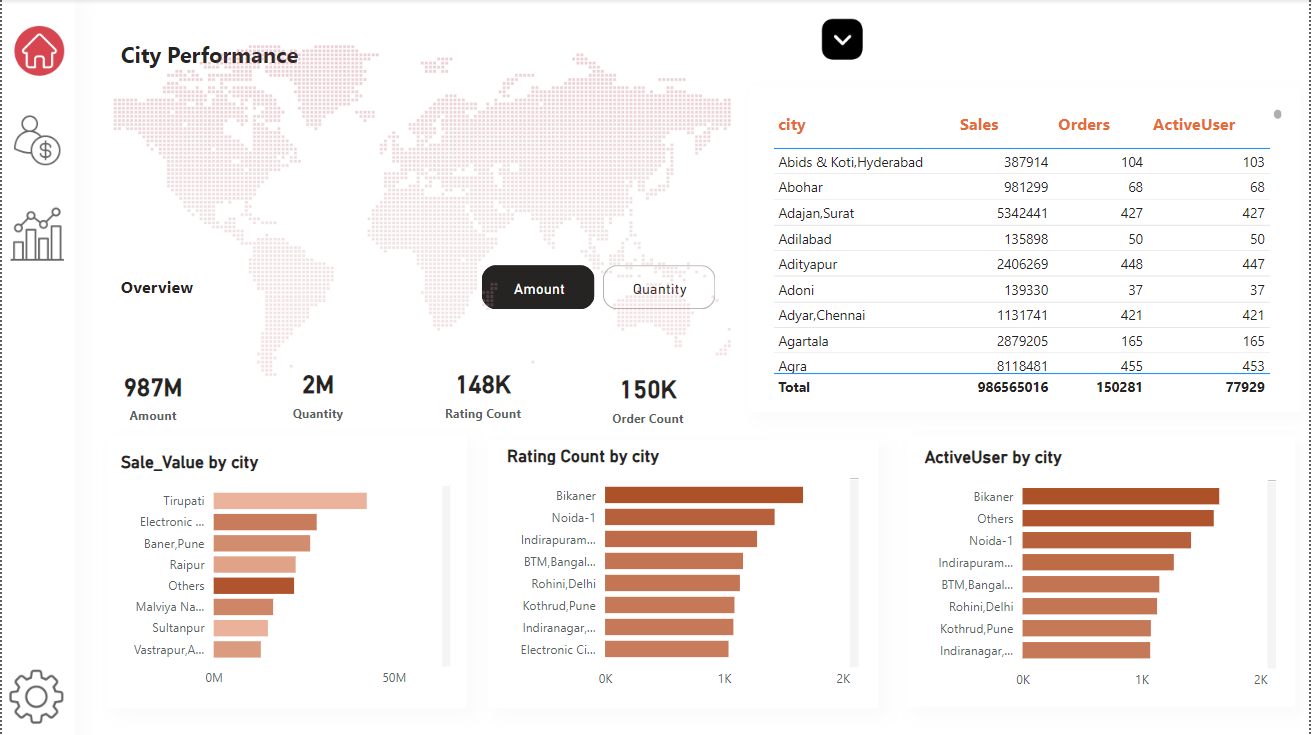 City Performance
Overview
Amount
Quantity
987M
Amount
2M
Quantity
148K
Rating Count
150K
Order Count
city Sales Orders ActiveUser
Abids & Koti,Hyderabad 387914 104 103
Abohar 981299 68 68
Adajan,Surat 5342441 427 427
Adilabad 135898 50 50
Adityapur 2406269 448 447
Adoni 139330 37 37
Adyar,Chennai 1131741 421 421
Agartala 2879205 165 165
Agra 8118481 455 453
Total 986565016 150281 77929
Sale_Value by city
Tirupati
Electronic ...
Baner,Pune
Raipur
Others
Malviya Na...
Sultanpur
Vastrapur,A...
0M 50M
Rating Count by city
Bikaner
Noida-1
Indirapuram...
BTM,Bangal...
Rohini,Delhi
Kothrud,Pune
Indiranagar,...
Electronic Ci...
0K 1K 2K
ActiveUser by city
Bikaner
Others
Noida-1
Indirapuram...
BTM,Bangal...
Rohini,Delhi
Kothrud,Pune
Indiranagar,...
0K 1K 2K